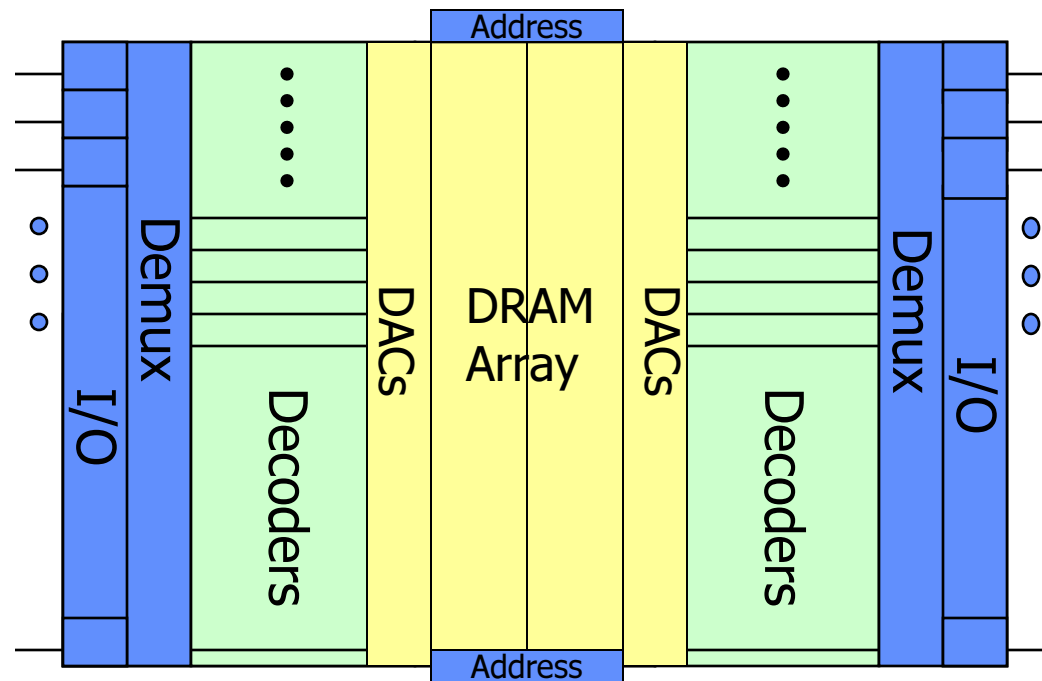 Address
I/O
Demux
Decoders
DACs
DRAM
Array
DACs
Decoders
Demux
I/O
Address